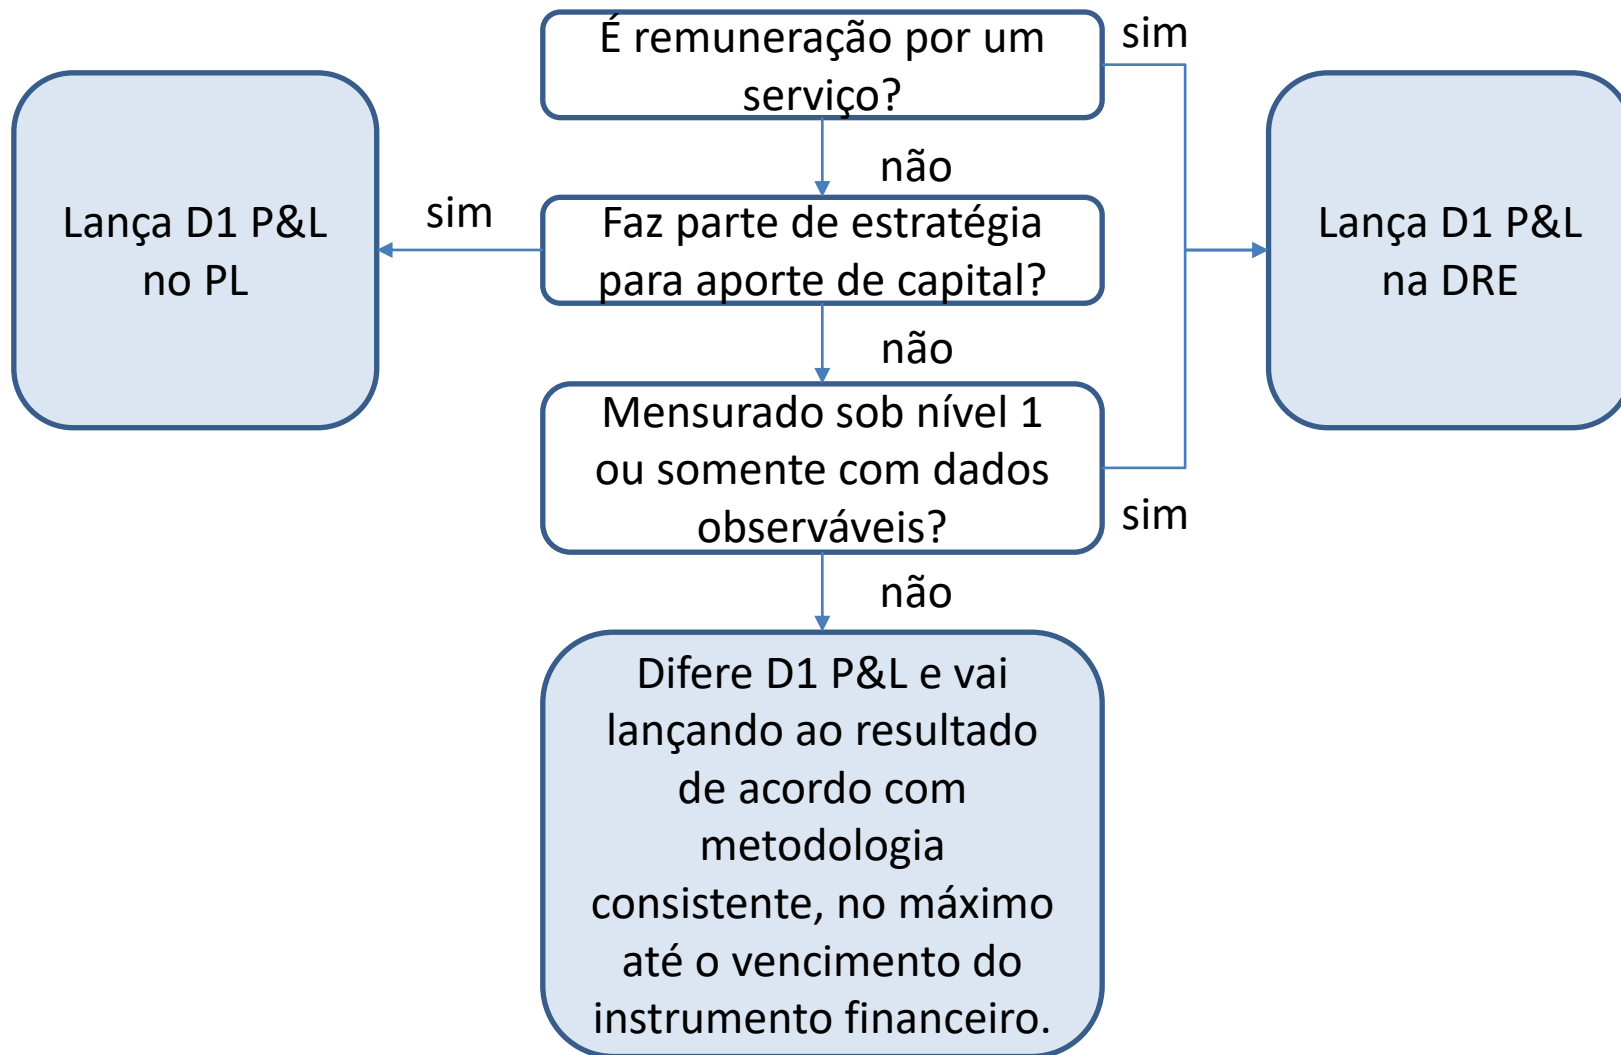 É remuneração por um
serviço?
sim
não
Lança D1 P&L
no PL
sim
Faz parte de estratégia
para aporte de capital?
Lança D1 P&L
na DRE
não
Mensurado sob nível 1
ou somente com dados
observáveis?
sim
não
Difere D1 P&L e vai
lançando ao resultado
de acordo com
metodologia
consistente, no máximo
até o vencimento do
instrumento financeiro.